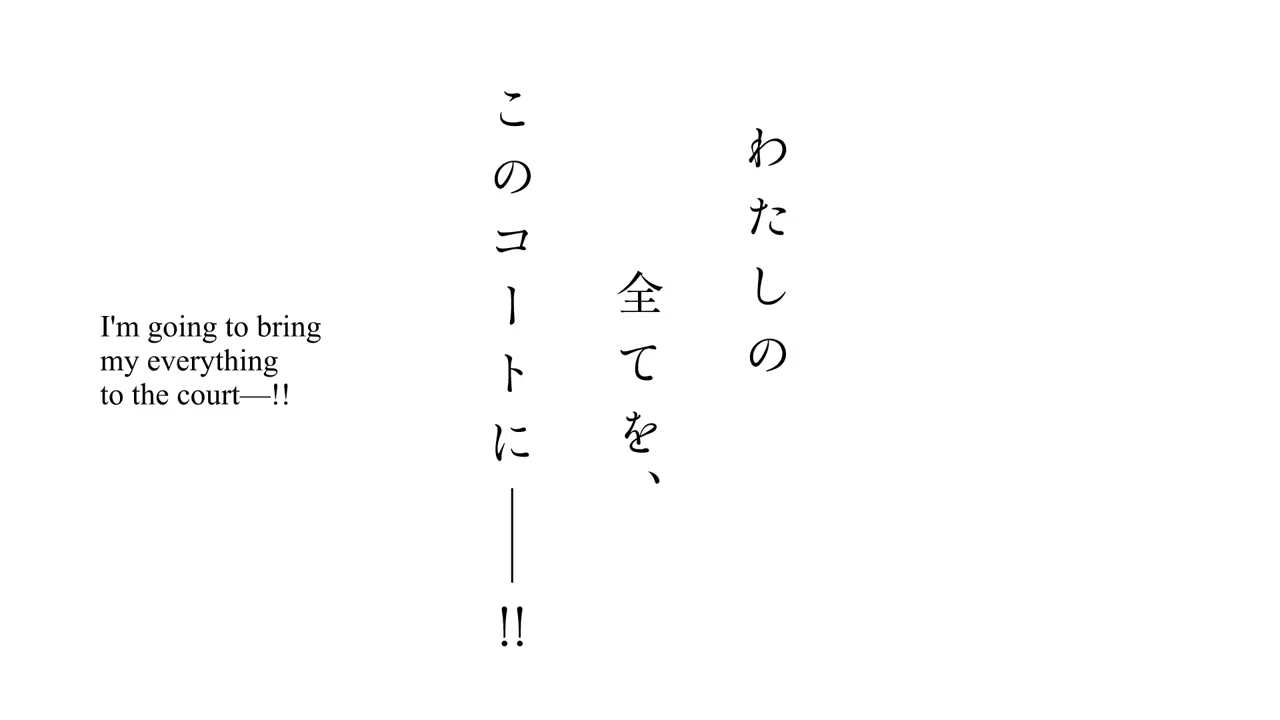 わたしの
全てを、
このコートに――!!
I'm going to bring
my everything
to the court—!!